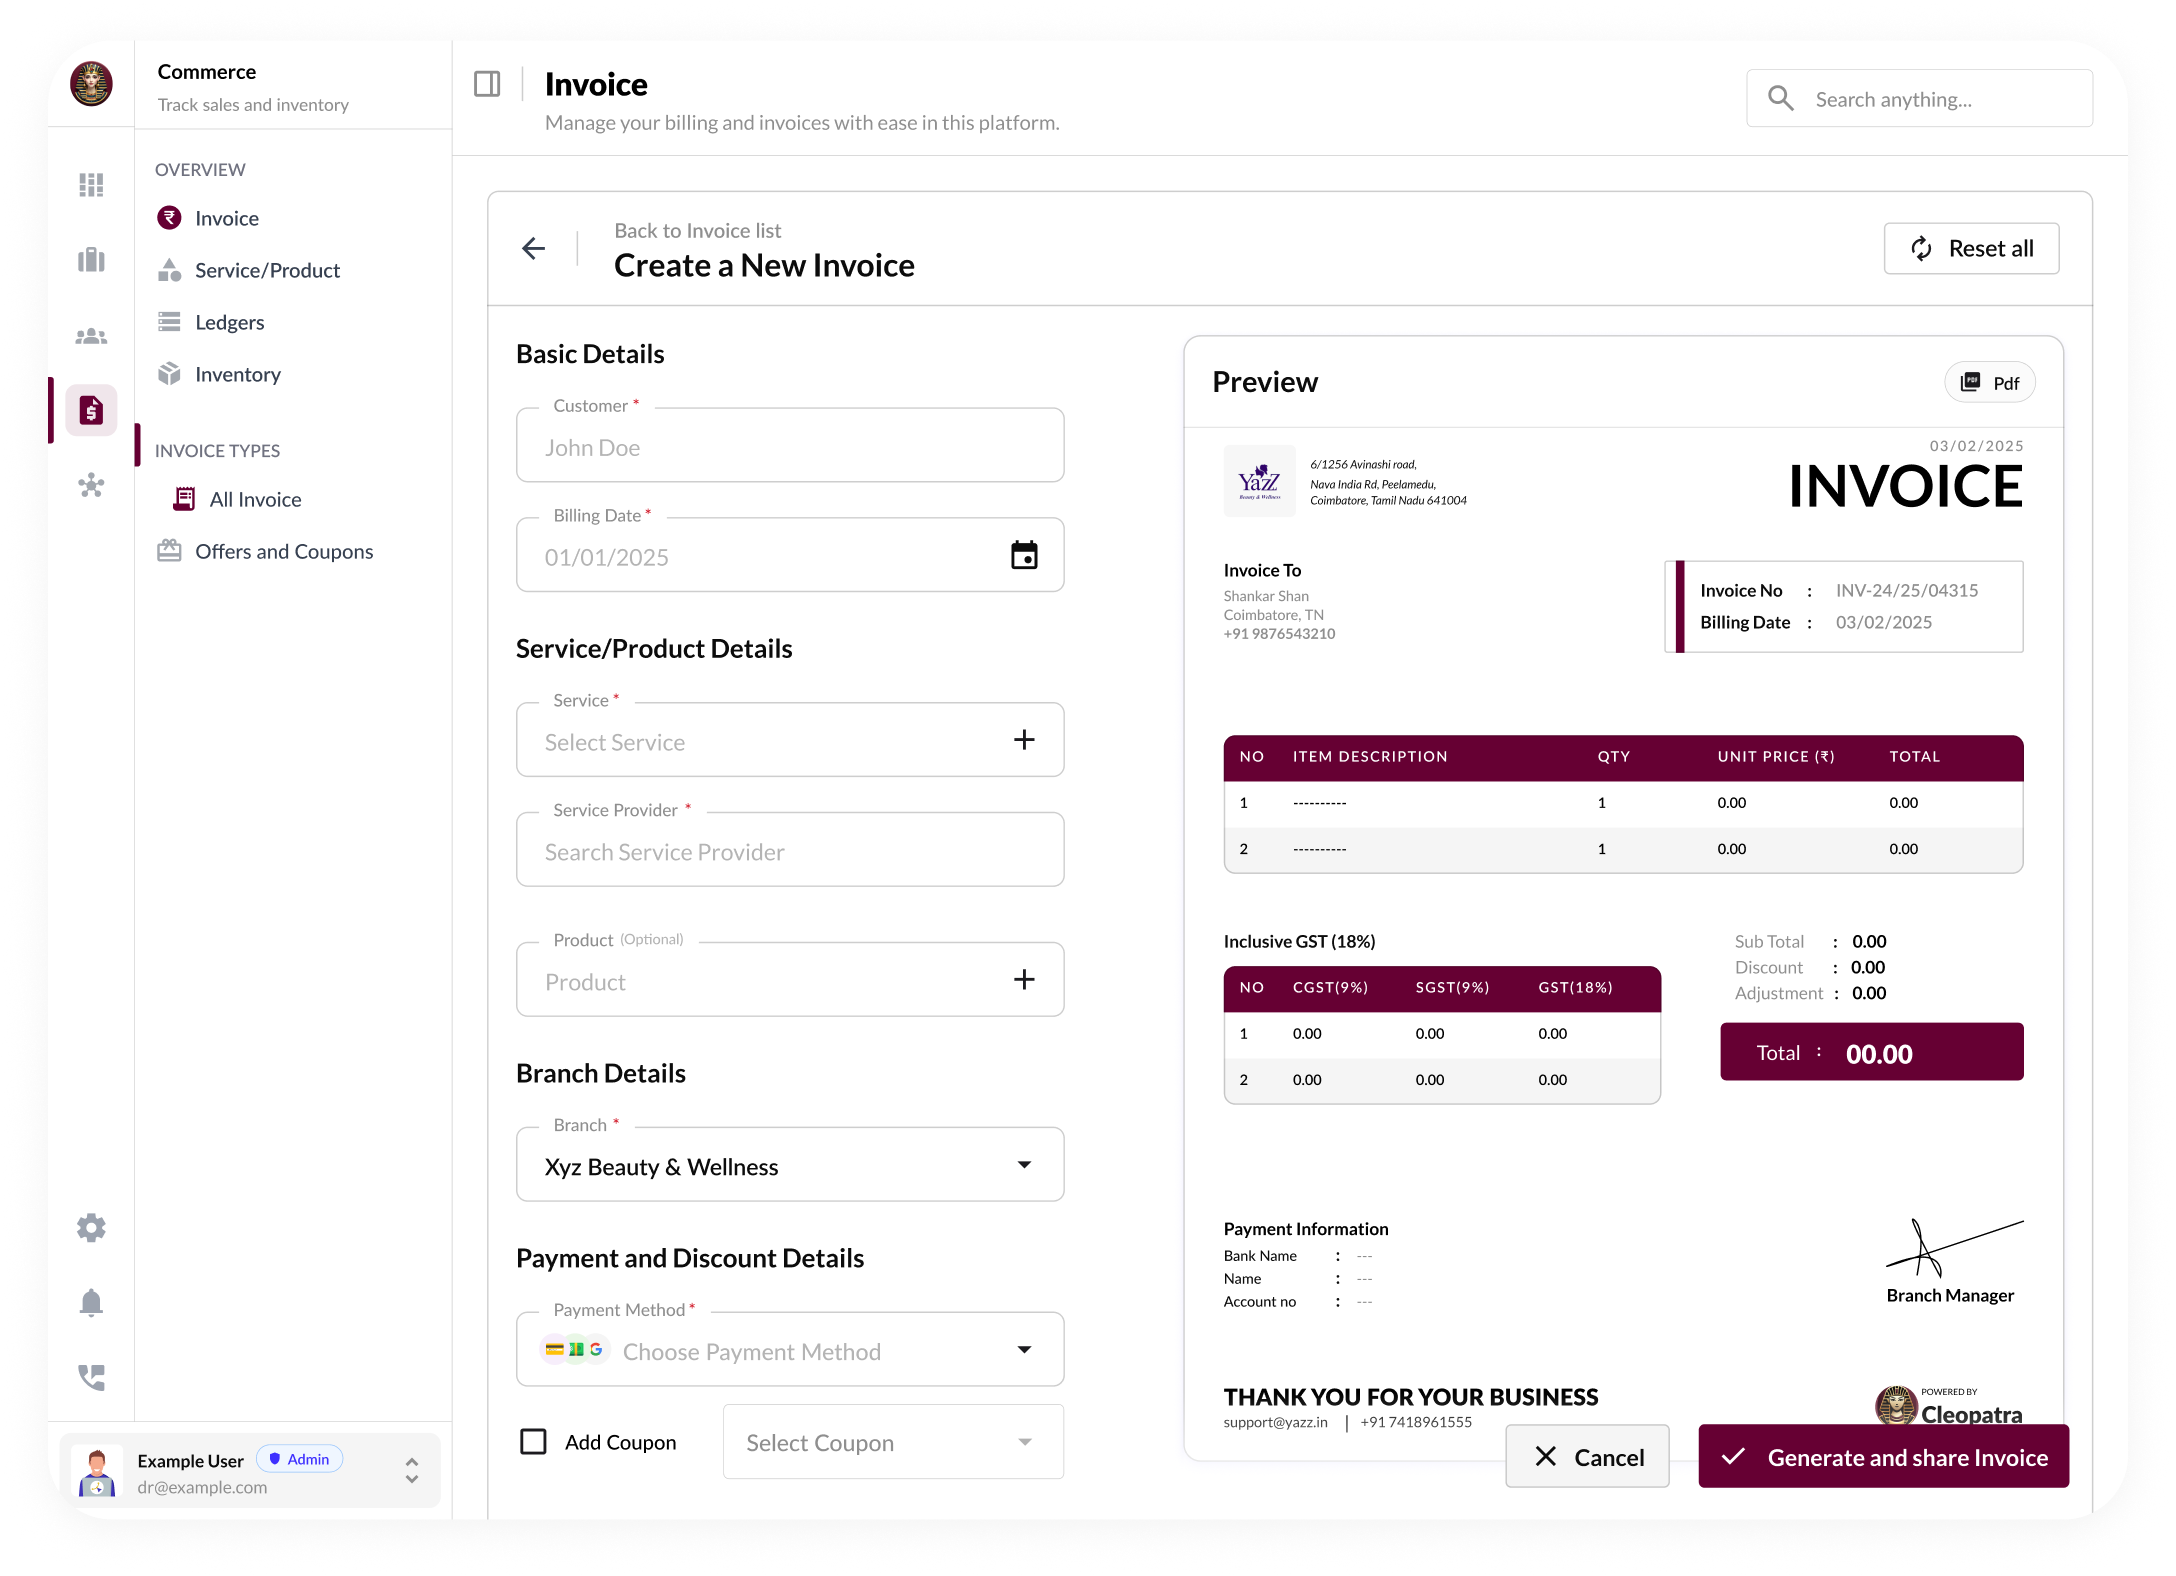 Commerce
Track sales and inventory
OVERVIEW
Invoice
Service/Product
Ledgers
Inventory
INVOICE TYPES
All Invoice
Offers and Coupons
Example User
Admin
dr@example.com
Invoice
Manage your billing and invoices with ease in this platform.
Search anything...
Back to Invoice list
Create a New Invoice
Reset all
Basic Details
Customer *
John Doe
Billing Date *
01/01/2025
Service/Product Details
Service *
Select Service
Service Provider *
Search Service Provider
Product (Optional)
Product
Branch Details
Branch *
Xyz Beauty & Wellness
Payment and Discount Details
Payment Method *
Choose Payment Method
Add Coupon
Select Coupon
Preview
PDF
Pdf
03/02/2025
INVOICE
Yazz
Beauty & Wellness
6/1256 Avinashi road,
Nava India Rd, Peelamedu,
Coimbatore, Tamil Nadu 641004
Invoice To
Shankar Shan
Coimbatore, TN
+91 9876543210
Invoice No : INV-24/25/04315
Billing Date : 03/02/2025
NO ITEM DESCRIPTION QTY UNIT PRICE (₹) TOTAL
1 ---------- 1 0.00 0.00
2 ---------- 1 0.00 0.00
Inclusive GST (18%)
NO CGST(9%) SGST(9%) GST(18%)
1 0.00 0.00 0.00
2 0.00 0.00 0.00
Sub Total : 0.00
Discount : 0.00
Adjustment : 0.00
Total : 00.00
Payment Information
Bank Name : ---
Name : ---
Account no : ---
Branch Manager
THANK YOU FOR YOUR BUSINESS
support@yazz.in | +91 7418961555
POWERED BY
Cleopatra
Cancel
Generate and share Invoice